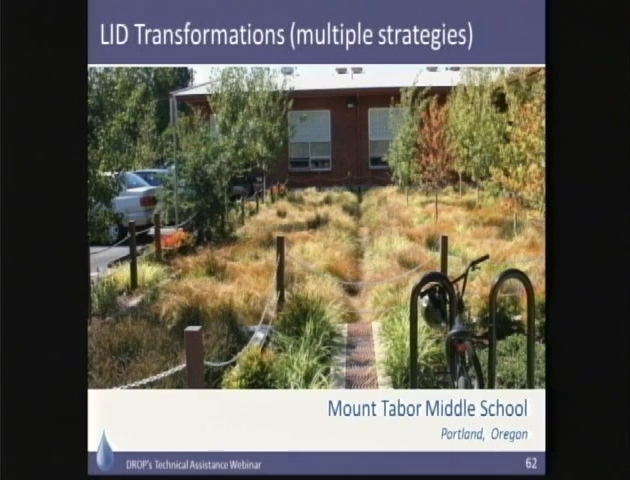 LID Transformations (multiple strategies)
Mount Tabor Middle School
Portland, Oregon
DROP's Technical Assistance Webinar
62